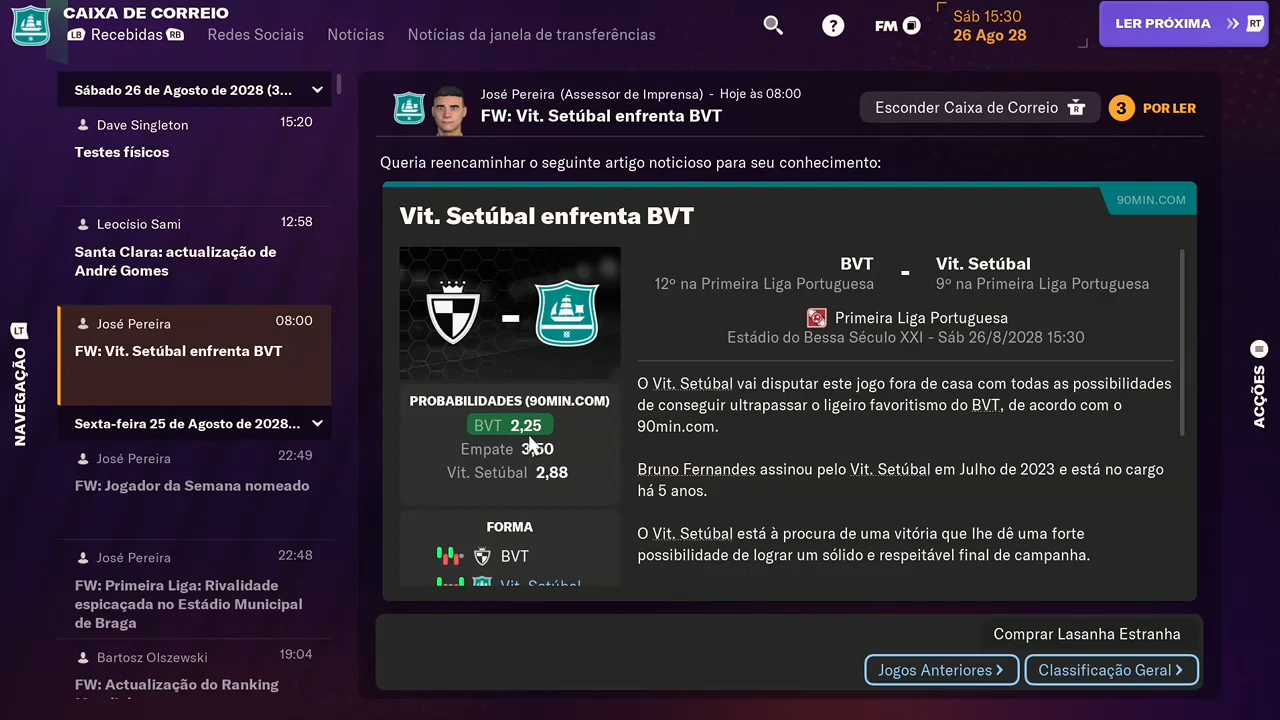 CAIXA DE CORREIO
LB Recebidas RB
Redes Sociais
Notícias
Notícias da janela de transferências
?
FM
Sáb 15:30
26 Ago 28
LER PRÓXIMA
RT
Sábado 26 de Agosto de 2028 (3...
Dave Singleton
15:20
Testes físicos
Leocísio Sami
12:58
Santa Clara: actualização de
André Gomes
José Pereira
08:00
FW: Vit. Setúbal enfrenta BVT
Sexta-feira 25 de Agosto de 2028...
José Pereira
22:49
FW: Jogador da Semana nomeado
José Pereira
22:48
FW: Primeira Liga: Rivalidade
espicaçada no Estádio Municipal
de Braga
Bartosz Olszewski
19:04
FW: Actualização do Ranking
LT
NAVEGAÇÃO
José Pereira (Assessor de Imprensa) - Hoje às 08:00
FW: Vit. Setúbal enfrenta BVT
Esconder Caixa de Correio
R
3 POR LER
Queria reencaminhar o seguinte artigo noticioso para seu conhecimento:
90MIN.COM
Vit. Setúbal enfrenta BVT
BVT - Vit. Setúbal
12º na Primeira Liga Portuguesa
9º na Primeira Liga Portuguesa
Primeira Liga Portuguesa
Estádio do Bessa Século XXI - Sáb 26/8/2028 15:30
PROBABILIDADES (90MIN.COM)
BVT 2,25
Empate 3,50
Vit. Setúbal 2,88
FORMA
BVT
Vit. Setúbal
O Vit. Setúbal vai disputar este jogo fora de casa com todas as possibilidades
de conseguir ultrapassar o ligeiro favoritismo do BVT, de acordo com o
90min.com.
Bruno Fernandes assinou pelo Vit. Setúbal em Julho de 2023 e está no cargo
há 5 anos.
O Vit. Setúbal está à procura de uma vitória que lhe dê uma forte
possibilidade de lograr um sólido e respeitável final de campanha.
Comprar Lasanha Estranha
Jogos Anteriores
Classificação Geral
ACÇÕES